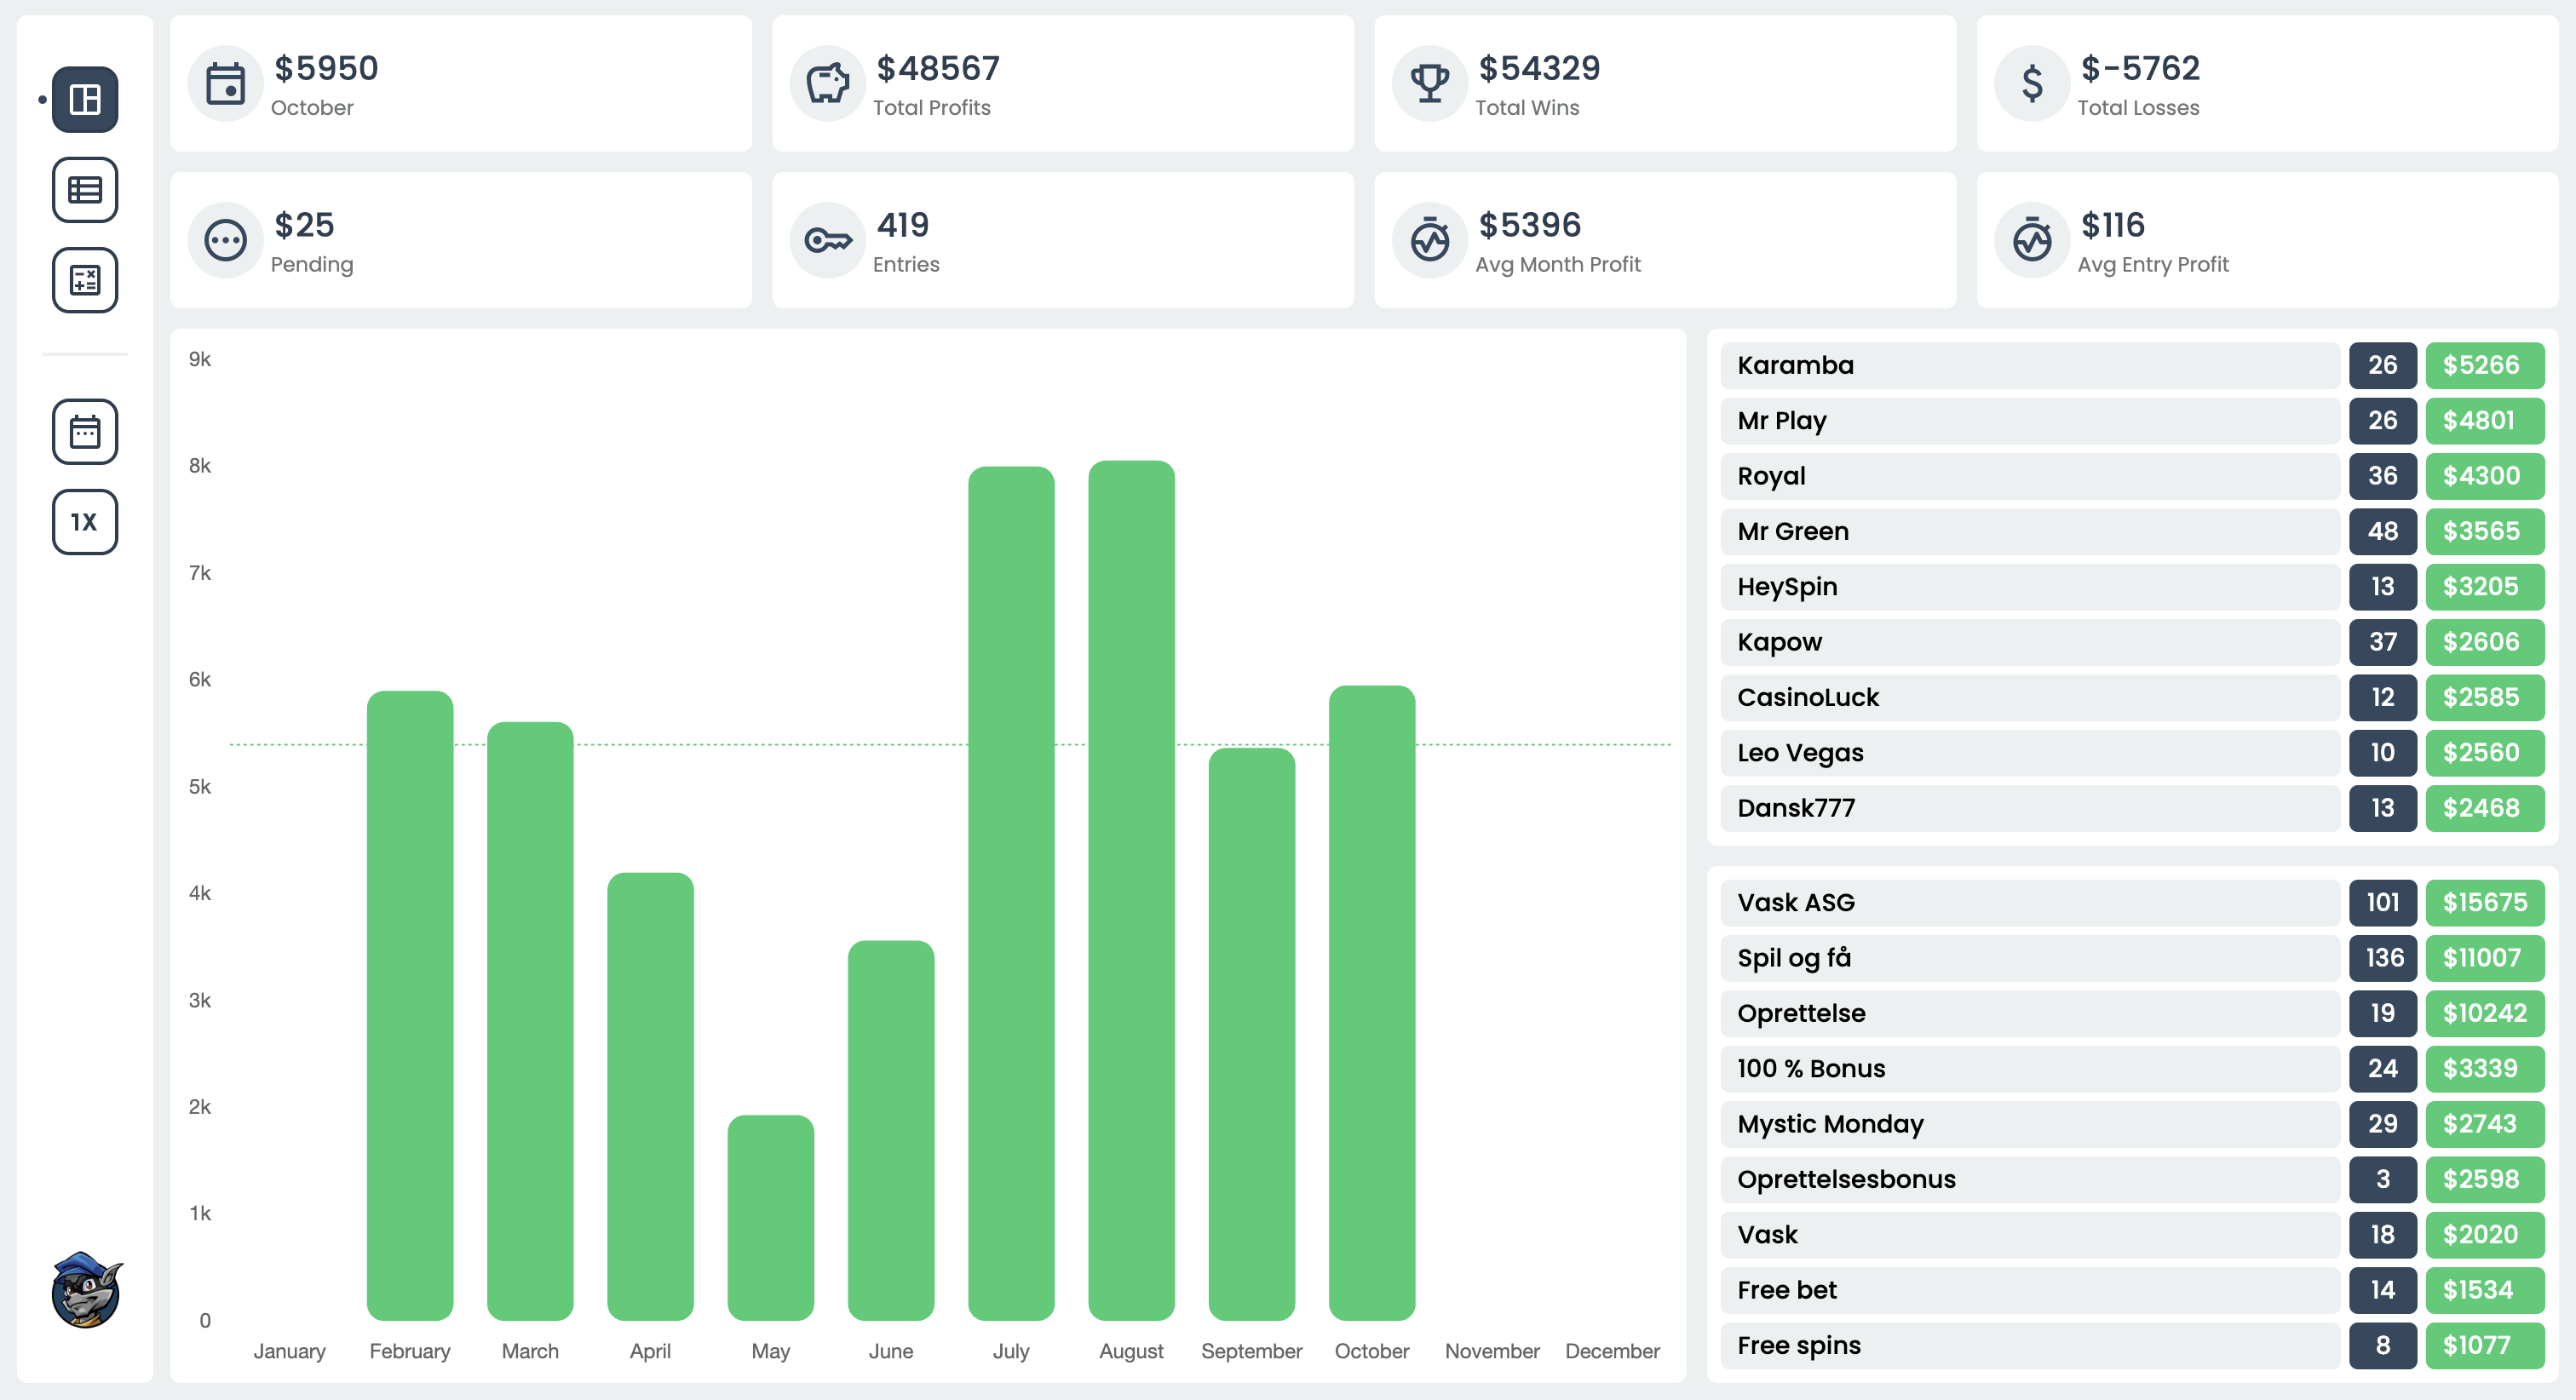 $5950
October
$48567
Total Profits
$54329
Total Wins
$-5762
Total Losses
$25
Pending
419
Entries
$5396
Avg Month Profit
$116
Avg Entry Profit
1X
9k
8k
7k
6k
5k
4k
3k
2k
1k
0
January February March April May June July August September October November December
Karamba 26 $5266
Mr Play 26 $4801
Royal 36 $4300
Mr Green 48 $3565
HeySpin 13 $3205
Kapow 37 $2606
CasinoLuck 12 $2585
Leo Vegas 10 $2560
Dansk777 13 $2468
Vask ASG 101 $15675
Spil og få 136 $11007
Oprettelse 19 $10242
100 % Bonus 24 $3339
Mystic Monday 29 $2743
Oprettelsesbonus 3 $2598
Vask 18 $2020
Free bet 14 $1534
Free spins 8 $1077